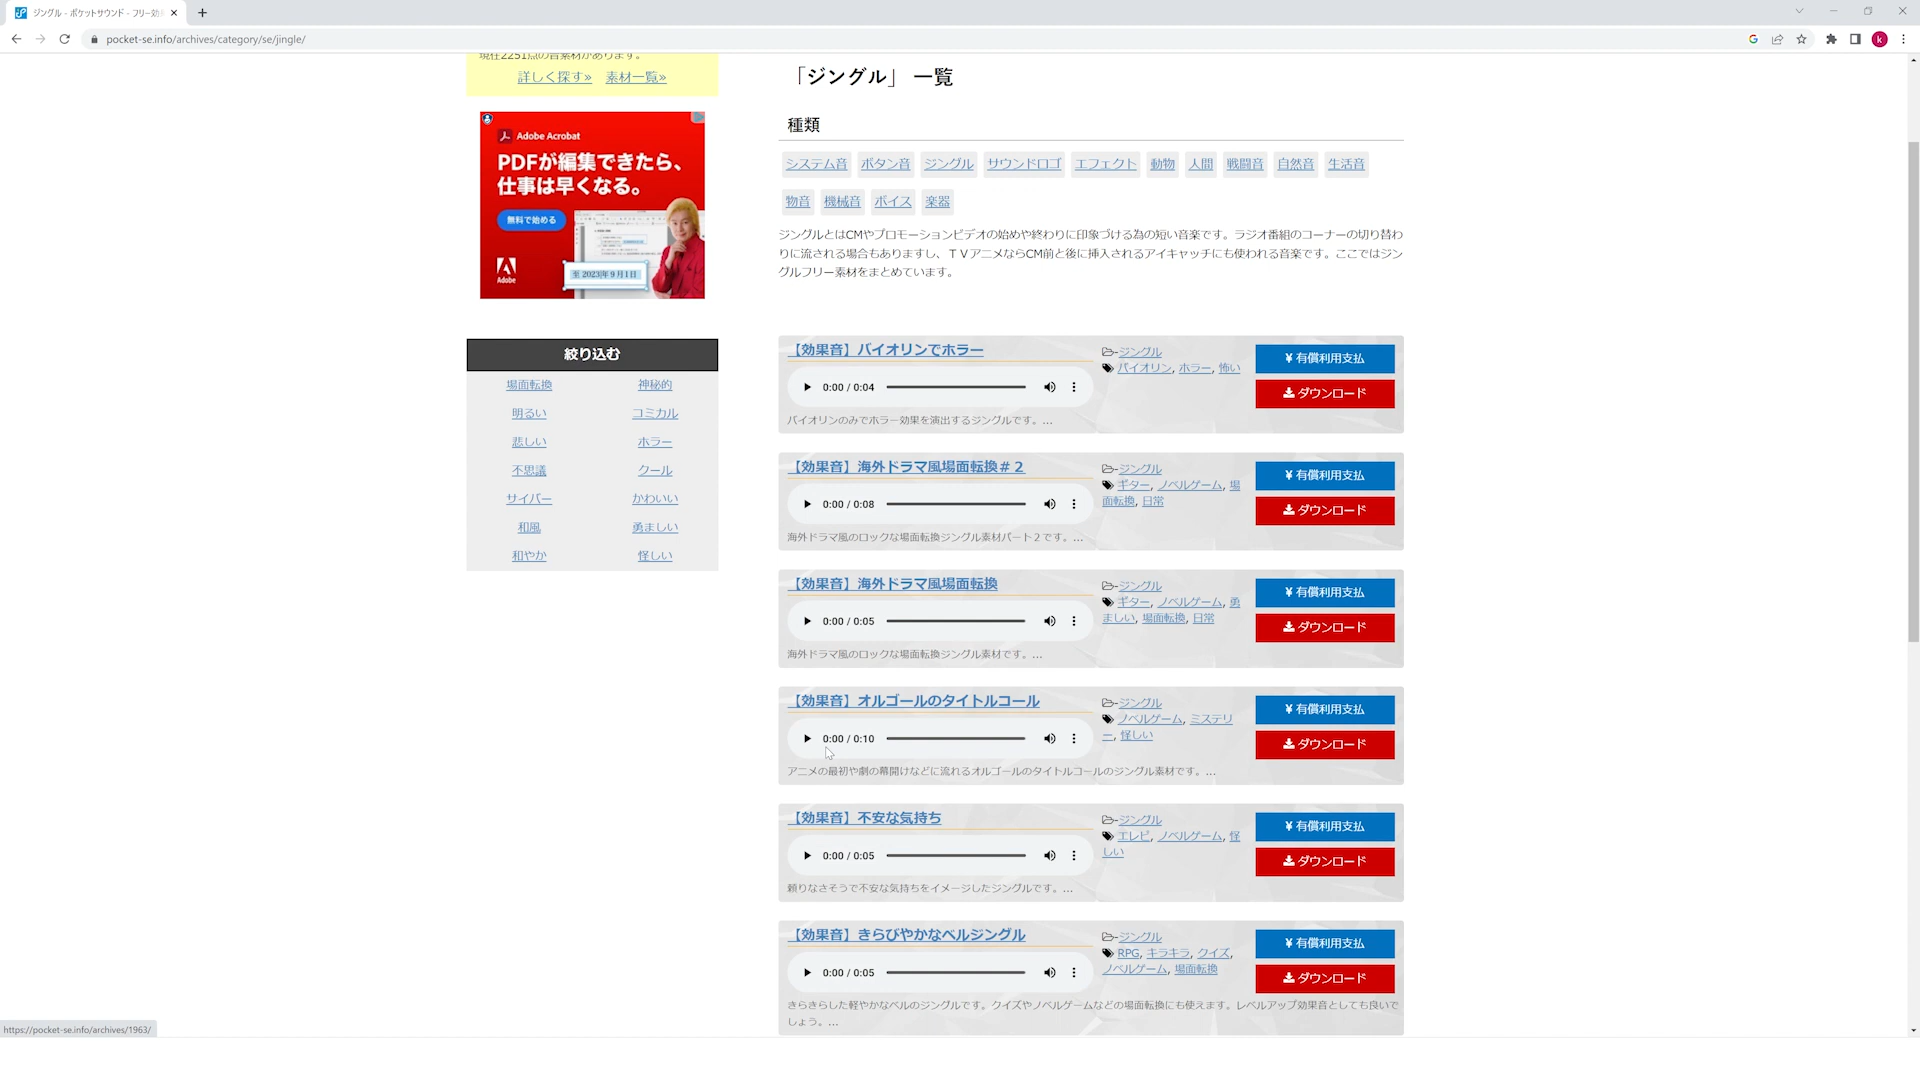 ジングル - ポケットサウンド - フリー効
pocket-se.info/archives/category/se/jingle/
現在2251点の音素材があります。
詳しく探す» 素材一覧»
Adobe Acrobat
PDFが編集できたら、
仕事は早くなる。
無料で始める
至 2023年9月1日
Adobe
絞り込む
場面転換 神秘的
明るい コミカル
悲しい ホラー
不思議 クール
サイバー かわいい
和風 勇ましい
和やか 怪しい
「ジングル」 一覧
種類
システム音 ボタン音 ジングル サウンドロゴ エフェクト 動物 人間 戦闘音 自然音 生活音
物音 機械音 ボイス 楽器
ジングルとはCMやプロモーションビデオの始めや終わりに印象づける為の短い音楽です。ラジオ番組のコーナーの切り替わ
りに流される場合もありますし、ＴＶアニメならCM前と後に挿入されるアイキャッチにも使われる音楽です。ここではジン
グルフリー素材をまとめています。
【効果音】バイオリンでホラー
0:00 / 0:04
バイオリンのみでホラー効果を演出するジングルです。...
ジングル
バイオリン, ホラー, 怖い
¥ 有償利用支払
ダウンロード
【効果音】海外ドラマ風場面転換＃２
0:00 / 0:08
海外ドラマ風のロックな場面転換ジングル素材パート２です。...
ジングル
ギター, ノベルゲーム, 場
面転換, 日常
¥ 有償利用支払
ダウンロード
【効果音】海外ドラマ風場面転換
0:00 / 0:05
海外ドラマ風のロックな場面転換ジングル素材です。...
ジングル
ギター, ノベルゲーム, 勇
ましい, 場面転換, 日常
¥ 有償利用支払
ダウンロード
【効果音】オルゴールのタイトルコール
0:00 / 0:10
アニメの最初や劇の幕開けなどに流れるオルゴールのタイトルコールのジングル素材です。...
ジングル
ノベルゲーム, ミステリ
ー, 怪しい
¥ 有償利用支払
ダウンロード
【効果音】不安な気持ち
0:00 / 0:05
頼りなさそうで不安な気持ちをイメージしたジングルです。...
ジングル
エレピ, ノベルゲーム, 怪
しい
¥ 有償利用支払
ダウンロード
【効果音】きらびやかなベルジングル
0:00 / 0:05
きらきらした軽やかなベルのジングルです。クイズやノベルゲームなどの場面転換にも使えます。レベルアップ効果音としても良いで
しょう。...
ジングル
RPG, キラキラ, クイズ,
ノベルゲーム, 場面転換
¥ 有償利用支払
ダウンロード
https://pocket-se.info/archives/1963/
k